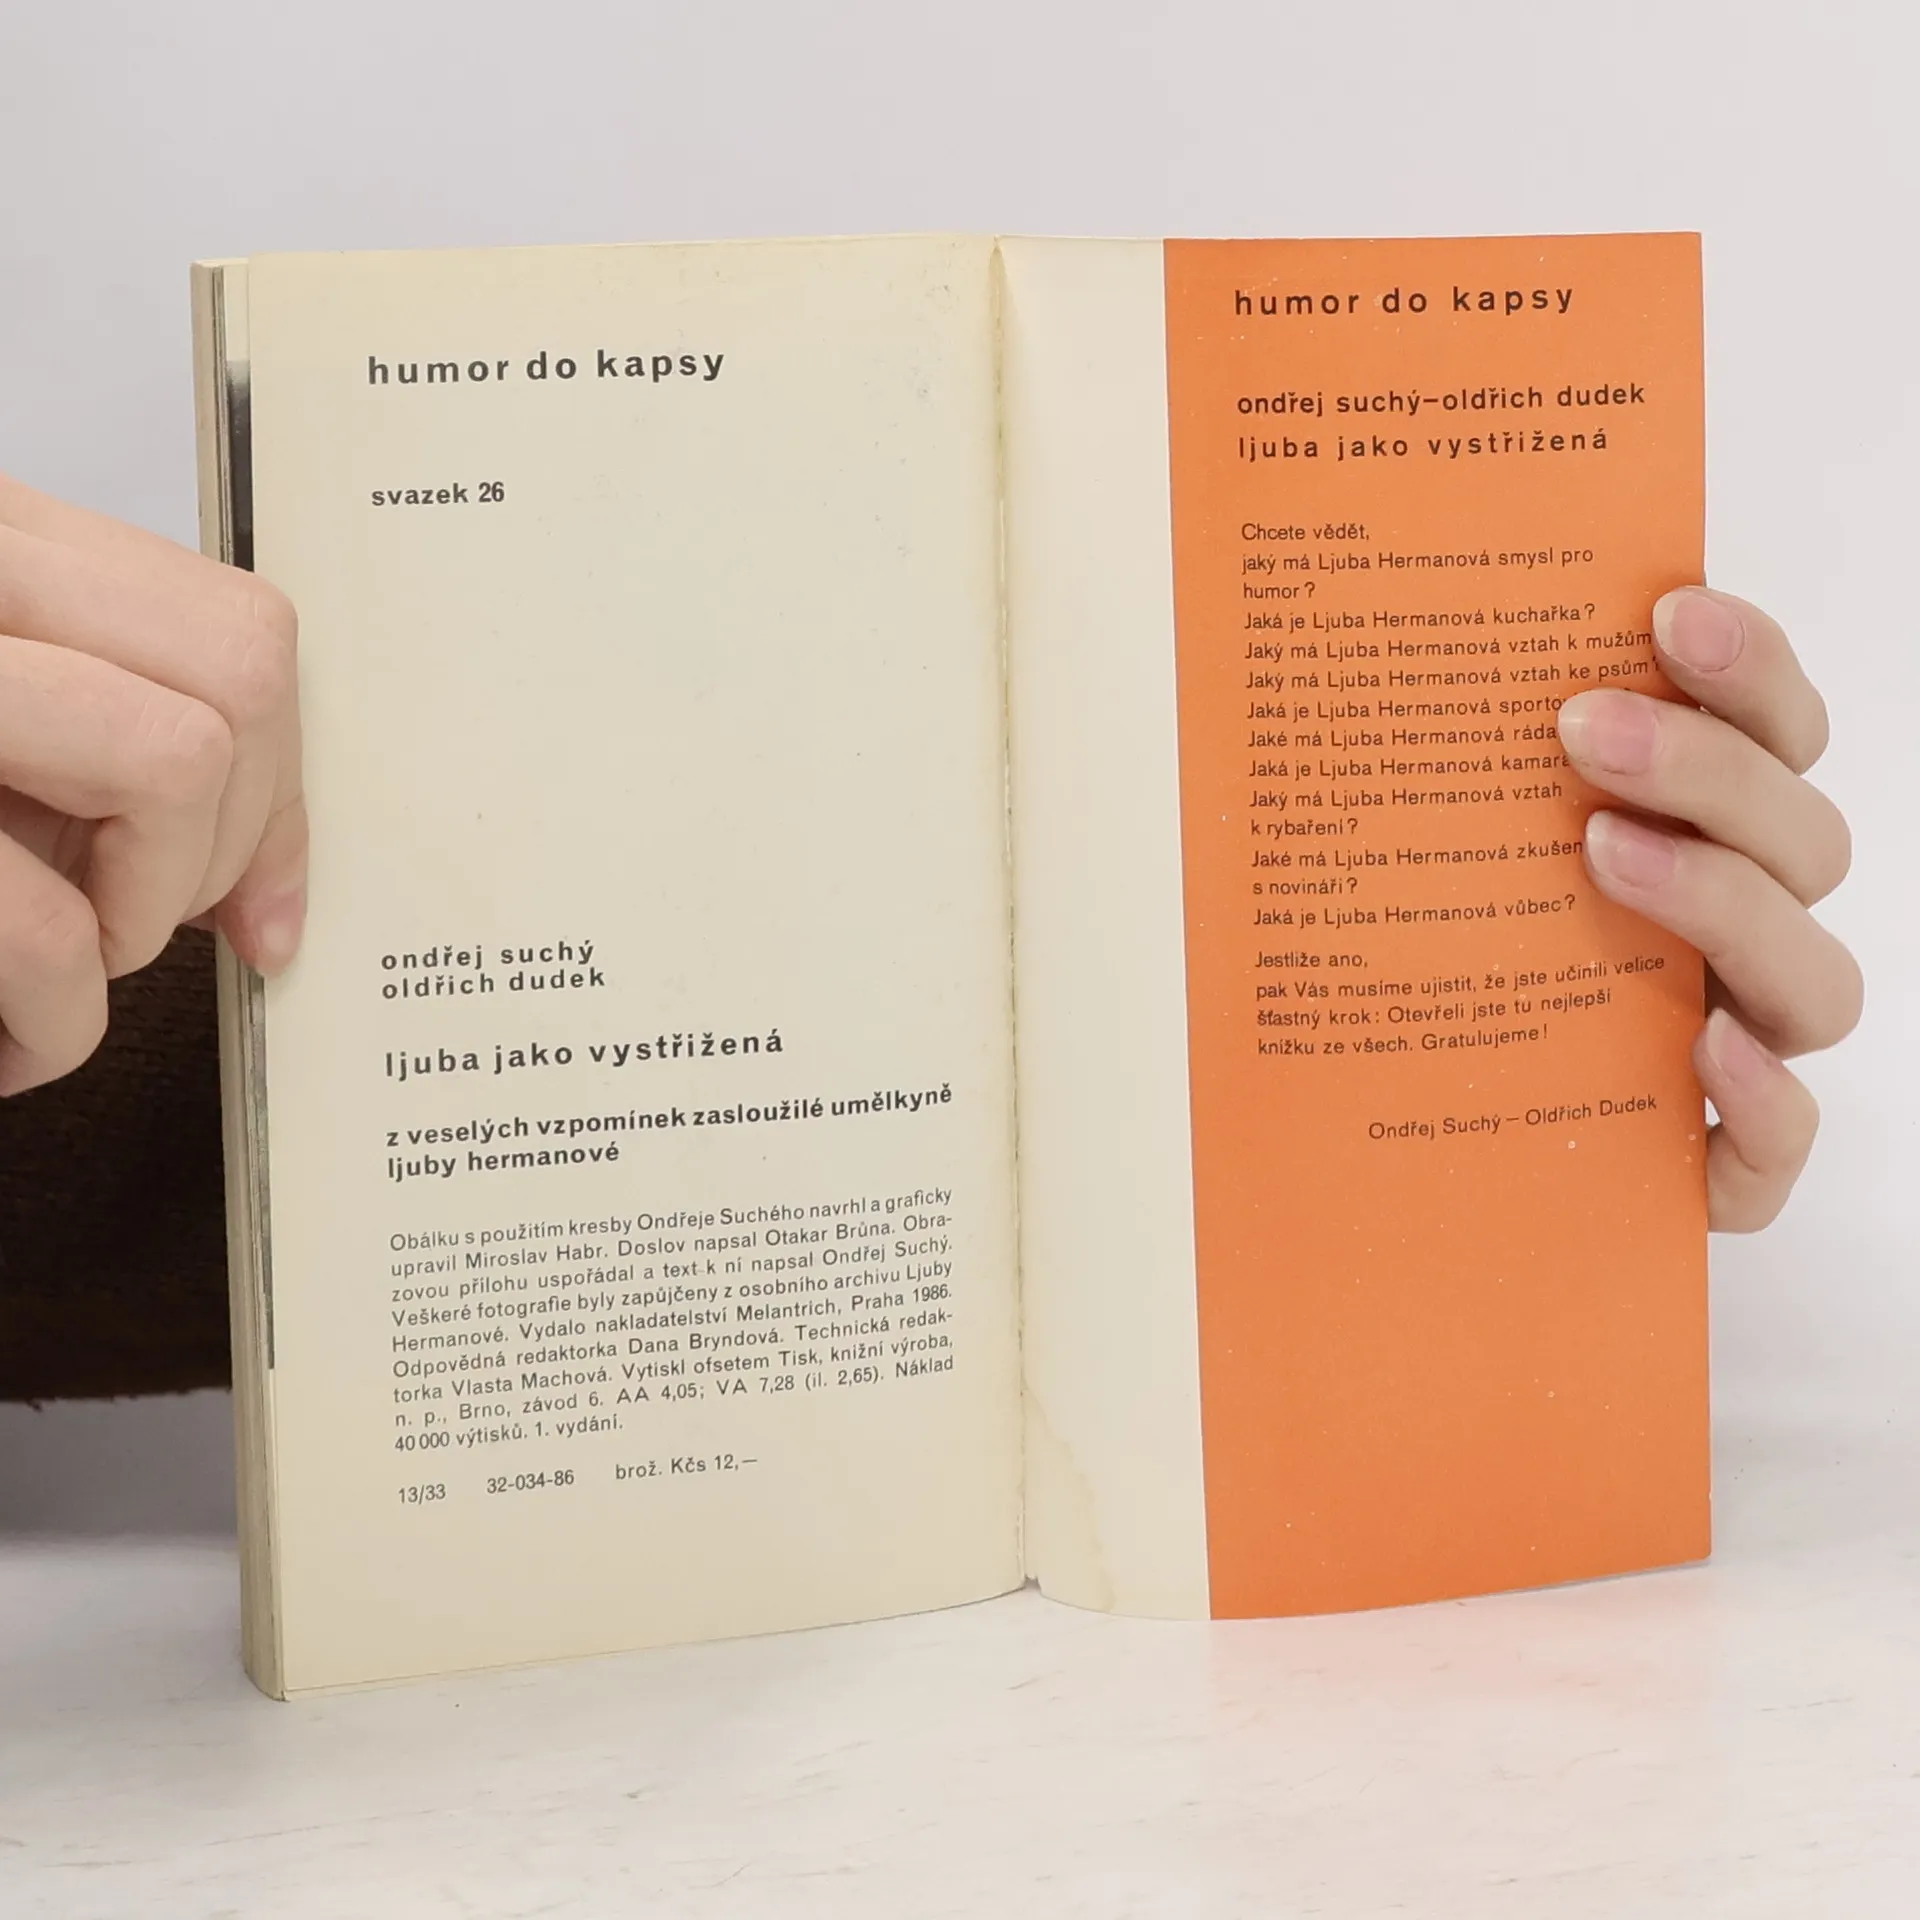 humor do kapsy
svazek 26
ondřej suchý
oldřich dudek
ljuba jako vystřižená
z veselých vzpomínek zasloužilé umělkyně
ljuby hermanové
Obálku s použitím kresby Ondřeje Suchého navrhl a graficky
upravil Miroslav Habr. Doslov napsal Otakar Brůna. Obra-
zovou přílohu uspořádal a text k ní napsal Ondřej Suchý.
Veškeré fotografie byly zapůjčeny z osobního archivu Ljuby
Hermanové. Vydalo nakladatelství Melantrich, Praha 1986.
Odpovědná redaktorka Dana Bryndová. Technická redak-
torka Vlasta Machová. Vytiskl ofsetem Tisk, knižní výroba,
n. p., Brno, závod 6. AA 4,05; VA 7,28 (il. 2,65). Náklad
40 000 výtisků. 1. vydání.
13/33 32-034-86 brož. Kčs 12,—
humor do kapsy
ondřej suchý–oldřich dudek
ljuba jako vystřižená
Chcete vědět,
jaký má Ljuba Hermanová smysl pro
humor?
Jaká je Ljuba Hermanová kuchařka?
Jaký má Ljuba Hermanová vztah k mužům
Jaký má Ljuba Hermanová vztah ke psům?
Jaká je Ljuba Hermanová
Jaké má Ljuba Hermanová ráda
Jaká je Ljuba Hermanová
Jaký má Ljuba Hermanová vztah
k rybaření?
Jaké má Ljuba Hermanová
s novináři?
Jaká je Ljuba Hermanová vůbec?
Jestliže ano,
pak Vás musíme ujistit, že jste učinili velice
šťastný krok: Otevřeli jste tu nejlepší
knížku ze všech. Gratulujeme!
Ondřej Suchý – Oldřich Dudek